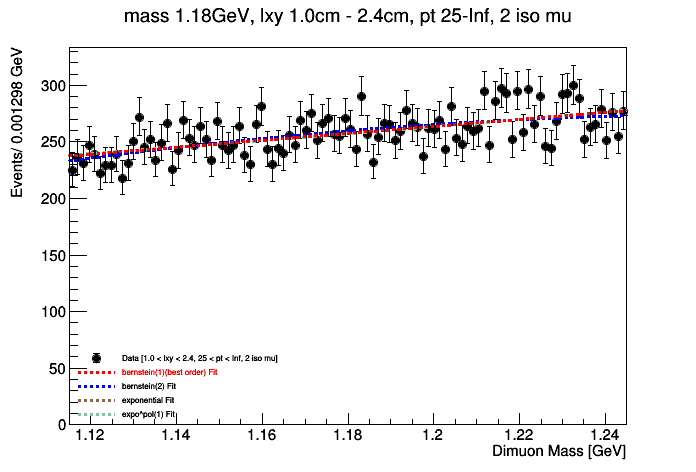 mass 1.18GeV, lxy 1.0cm - 2.4cm, pt 25-Inf, 2 iso mu
Events/ 0.001298 GeV
300
250
200
150
100
50
0
Data [1.0 < lxy < 2.4, 25 < pt < Inf, 2 iso mu]
bernstein(1)(best order) Fit
bernstein(2) Fit
exponential Fit
expo*pol(1) Fit
1.12 1.14 1.16 1.18 1.2 1.22 1.24
Dimuon Mass [GeV]